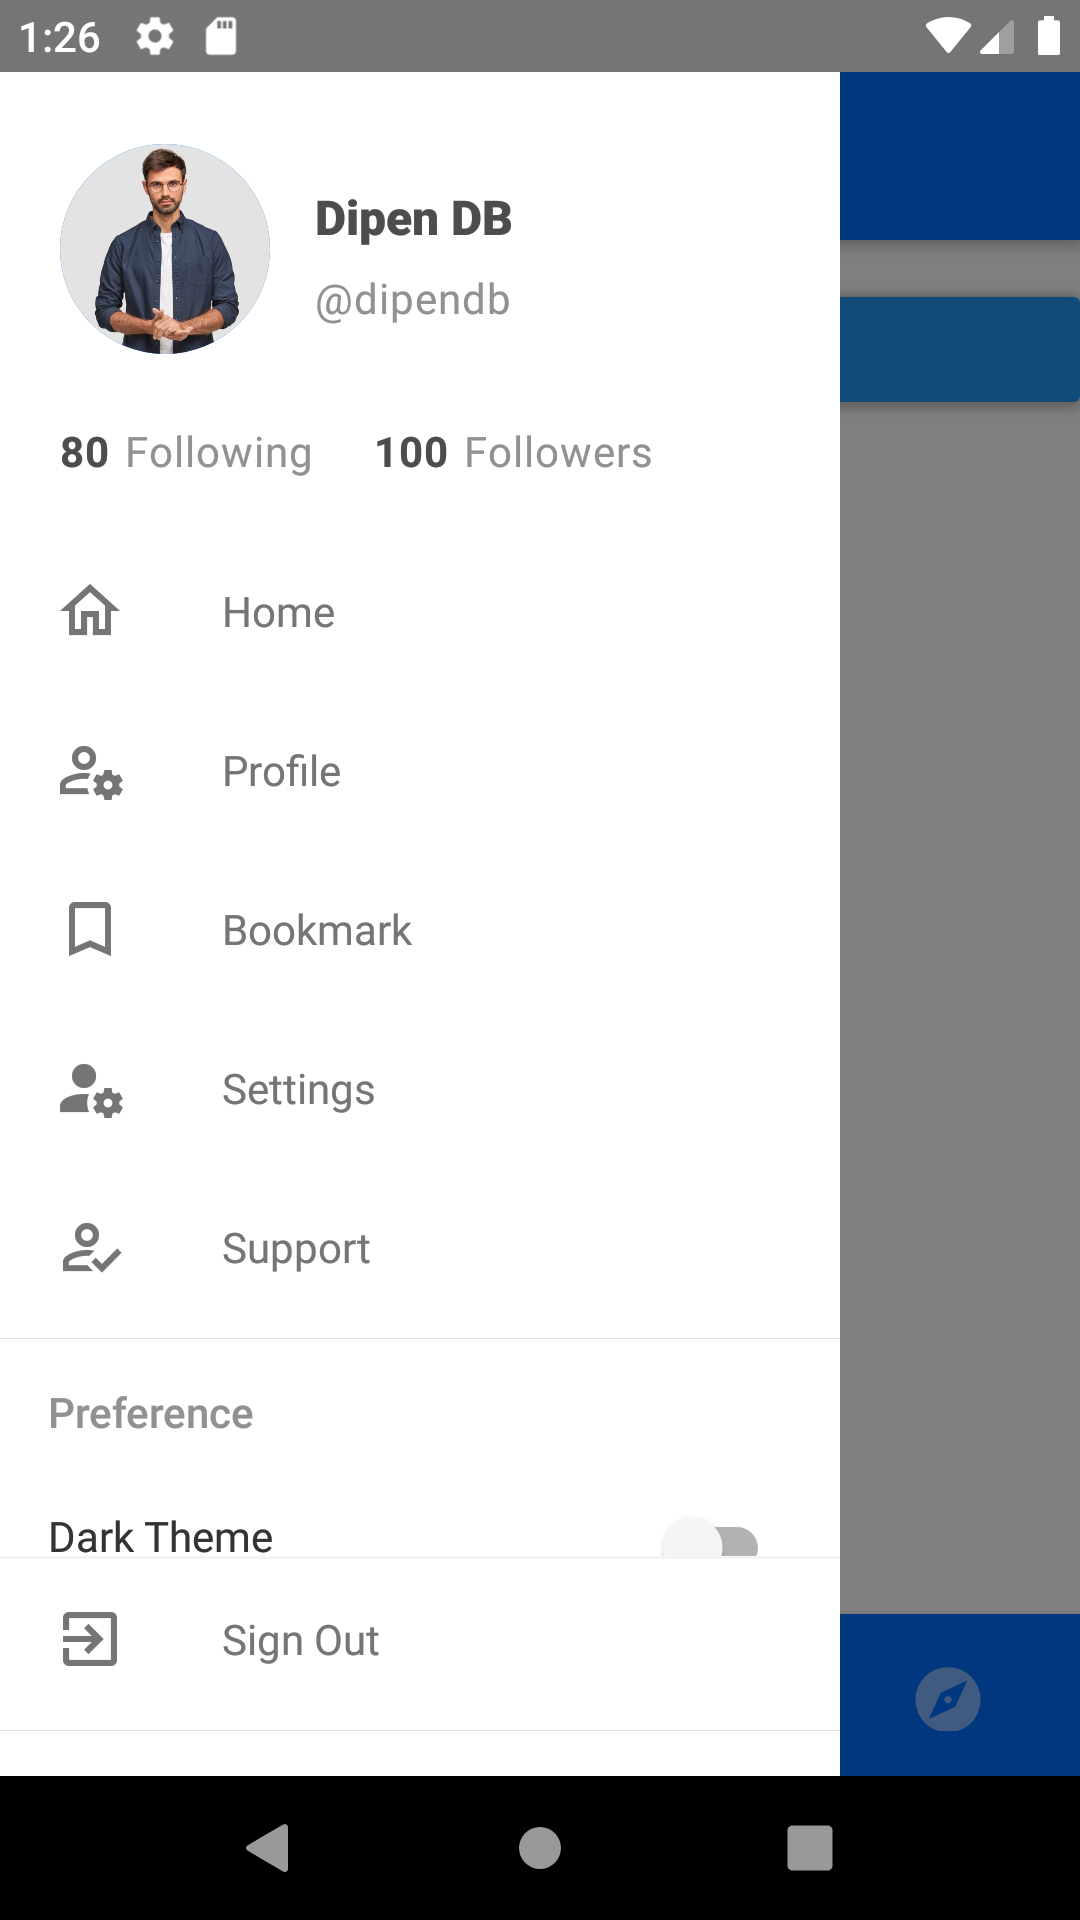 1:26
Dipen DB
@dipendb
80 Following 100 Followers
Home
Profile
Bookmark
Settings
Support
Preference
Dark Theme
Sign Out